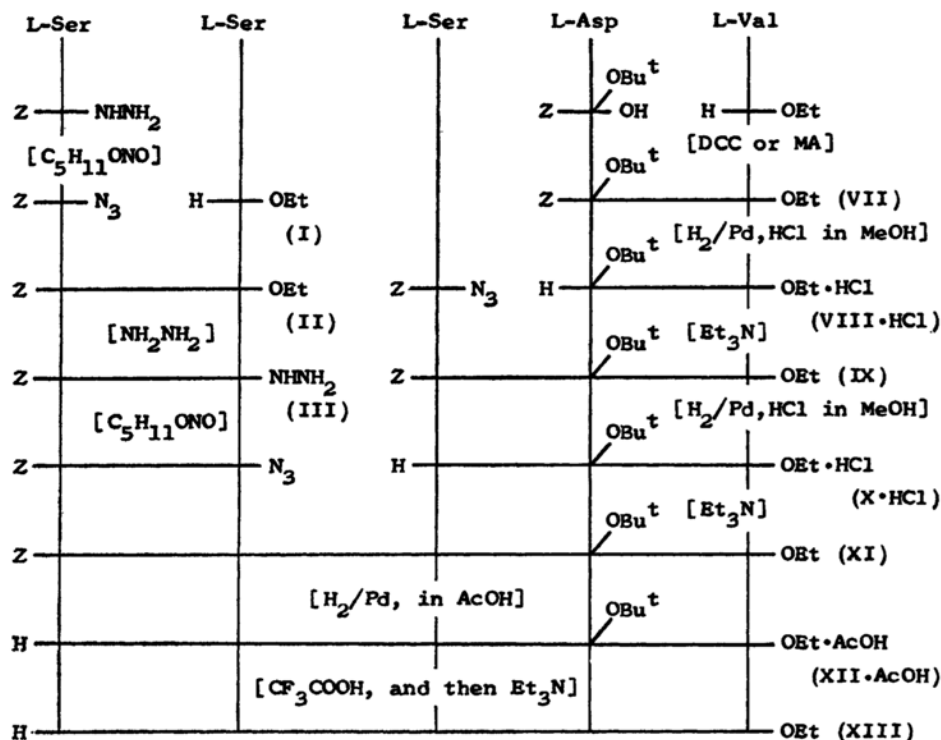 L-Ser L-Ser L-Ser L-Asp L-Val
OBuᵗ
Z NHNH₂ Z OH H OEt
[C₅H₁₁ONO] [DCC or MA]
OBuᵗ
Z N₃ H OEt Z OEt (VII)
(I) [H₂/Pd,HCl in MeOH]
OBuᵗ
Z OEt Z N₃ H OEt•HCl
(II) (VIII•HCl)
[NH₂NH₂] OBuᵗ [Et₃N]
Z NHNH₂ Z OEt (IX)
(III) [H₂/Pd,HCl in MeOH]
[C₅H₁₁ONO] OBuᵗ
Z N₃ H OEt•HCl
(X•HCl)
OBuᵗ [Et₃N]
Z OEt (XI)
[H₂/Pd, in AcOH] OBuᵗ
H OEt•AcOH
(XII•AcOH)
[CF₃COOH, and then Et₃N]
H OEt (XIII)